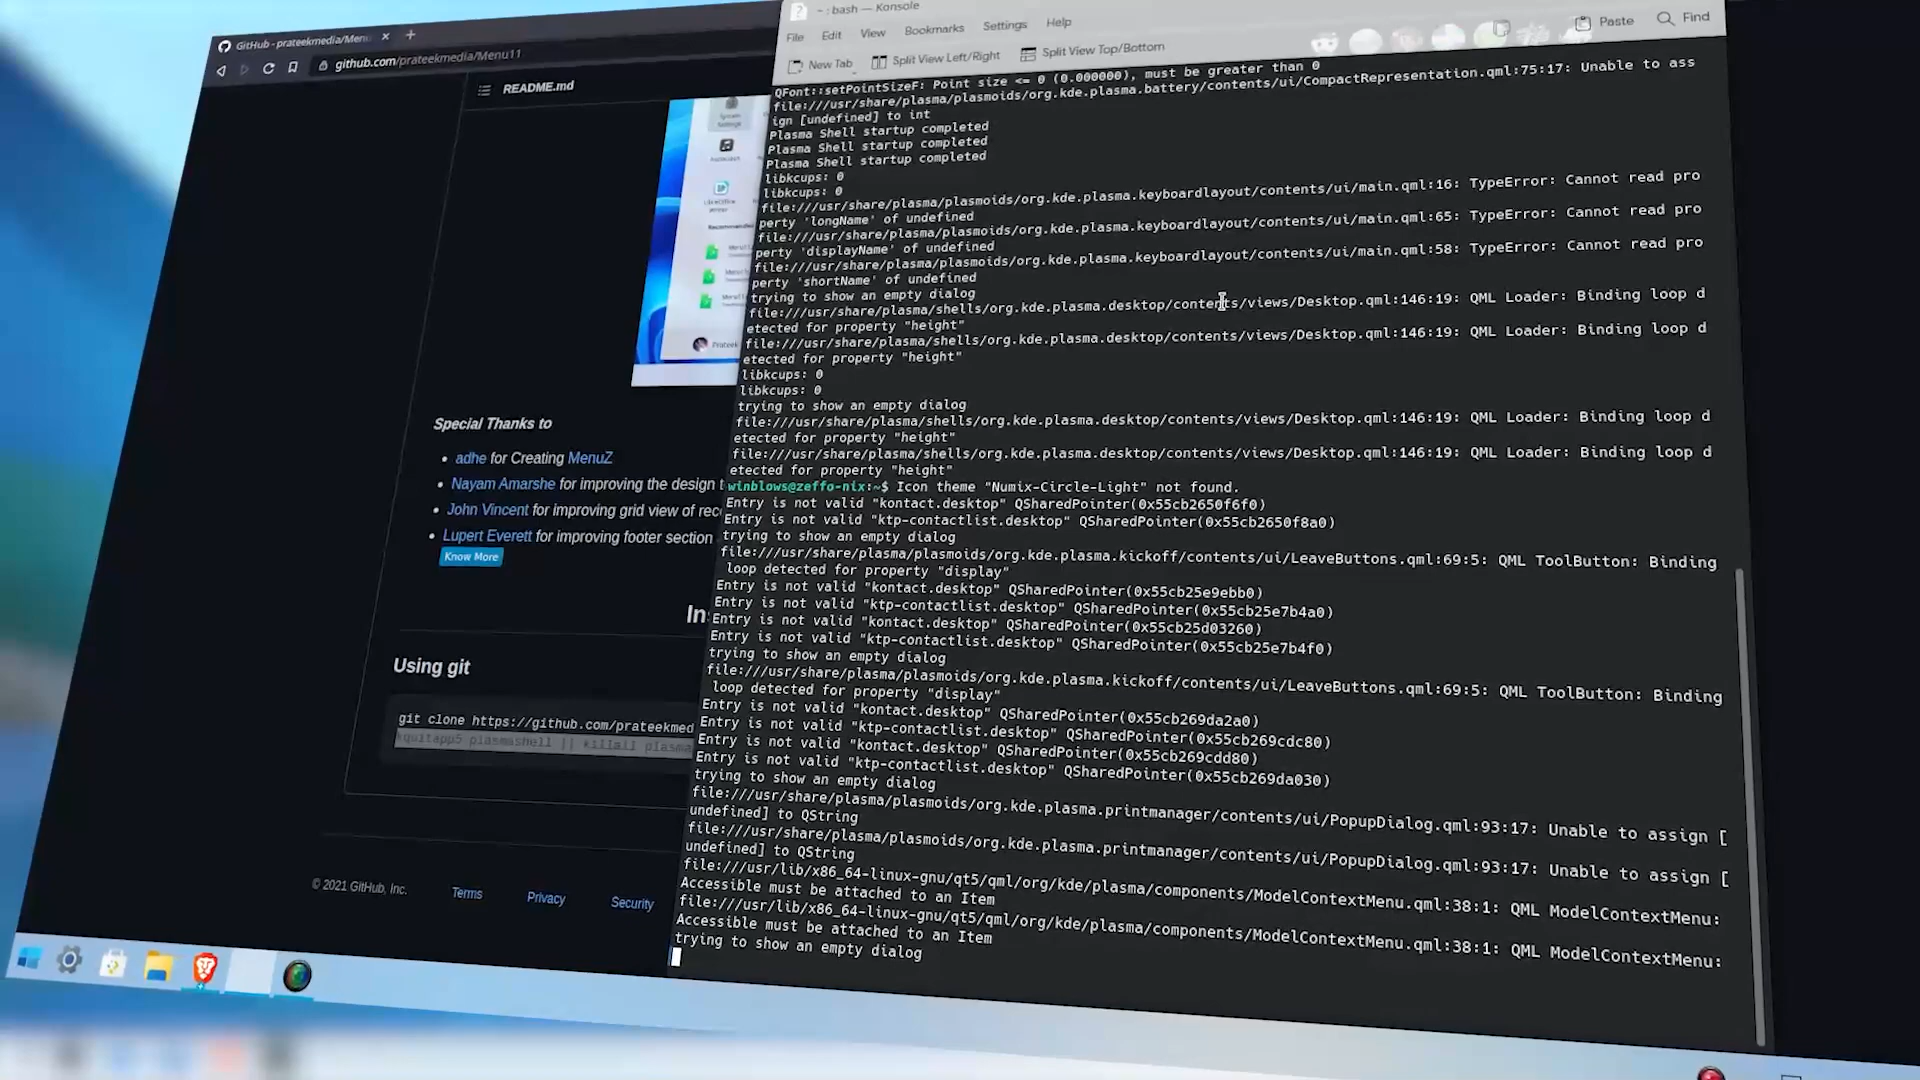 GitHub - prateekmedia/Menu
github.com/prateekmedia/Menu11
README.md
System
Settings
LibreOffice
Recommended
Prateek
Special Thanks to
adhe for Creating MenuZ
Nayam Amarshe for improving the design t
John Vincent for improving grid view of rec
Lupert Everett for improving footer section
Know More
Ins
Using git
git clone https://github.com/prateekmed
kquitapp5 plasmashell || killall plasma
© 2021 GitHub, Inc.
Terms
Privacy
Security
~ : bash — Konsole
File
Edit
View
Bookmarks
Settings
Help
New Tab
Split View Left/Right
Split View Top/Bottom
Paste
Find
QFont::setPointSizeF: Point size <= 0 (0.000000), must be greater than 0
file:///usr/share/plasma/plasmoids/org.kde.plasma.battery/contents/ui/CompactRepresentation.qml:75:17: Unable to ass
ign [undefined] to int
Plasma Shell startup completed
Plasma Shell startup completed
Plasma Shell startup completed
libkcups: 0
libkcups: 0
file:///usr/share/plasma/plasmoids/org.kde.plasma.keyboardlayout/contents/ui/main.qml:16: TypeError: Cannot read pro
perty 'longName' of undefined
file:///usr/share/plasma/plasmoids/org.kde.plasma.keyboardlayout/contents/ui/main.qml:65: TypeError: Cannot read pro
perty 'displayName' of undefined
file:///usr/share/plasma/plasmoids/org.kde.plasma.keyboardlayout/contents/ui/main.qml:58: TypeError: Cannot read pro
perty 'shortName' of undefined
trying to show an empty dialog
file:///usr/share/plasma/shells/org.kde.plasma.desktop/contents/views/Desktop.qml:146:19: QML Loader: Binding loop d
etected for property "height"
file:///usr/share/plasma/shells/org.kde.plasma.desktop/contents/views/Desktop.qml:146:19: QML Loader: Binding loop d
etected for property "height"
libkcups: 0
libkcups: 0
trying to show an empty dialog
file:///usr/share/plasma/shells/org.kde.plasma.desktop/contents/views/Desktop.qml:146:19: QML Loader: Binding loop d
etected for property "height"
file:///usr/share/plasma/shells/org.kde.plasma.desktop/contents/views/Desktop.qml:146:19: QML Loader: Binding loop d
etected for property "height"
winblows@zeffo-nix:~$ Icon theme "Numix-Circle-Light" not found.
Entry is not valid "kontact.desktop" QSharedPointer(0x55cb2650f6f0)
Entry is not valid "ktp-contactlist.desktop" QSharedPointer(0x55cb2650f8a0)
trying to show an empty dialog
file:///usr/share/plasma/plasmoids/org.kde.plasma.kickoff/contents/ui/LeaveButtons.qml:69:5: QML ToolButton: Binding
loop detected for property "display"
Entry is not valid "kontact.desktop" QSharedPointer(0x55cb25e9ebb0)
Entry is not valid "ktp-contactlist.desktop" QSharedPointer(0x55cb25e7b4a0)
Entry is not valid "kontact.desktop" QSharedPointer(0x55cb25d03260)
Entry is not valid "ktp-contactlist.desktop" QSharedPointer(0x55cb25e7b4f0)
trying to show an empty dialog
file:///usr/share/plasma/plasmoids/org.kde.plasma.kickoff/contents/ui/LeaveButtons.qml:69:5: QML ToolButton: Binding
loop detected for property "display"
Entry is not valid "kontact.desktop" QSharedPointer(0x55cb269da2a0)
Entry is not valid "ktp-contactlist.desktop" QSharedPointer(0x55cb269cdc80)
Entry is not valid "kontact.desktop" QSharedPointer(0x55cb269cdd80)
Entry is not valid "ktp-contactlist.desktop" QSharedPointer(0x55cb269da030)
trying to show an empty dialog
file:///usr/share/plasma/plasmoids/org.kde.plasma.printmanager/contents/ui/PopupDialog.qml:93:17: Unable to assign [
undefined] to QString
file:///usr/share/plasma/plasmoids/org.kde.plasma.printmanager/contents/ui/PopupDialog.qml:93:17: Unable to assign [
undefined] to QString
file:///usr/lib/x86_64-linux-gnu/qt5/qml/org/kde/plasma/components/ModelContextMenu.qml:38:1: QML ModelContextMenu:
Accessible must be attached to an Item
file:///usr/lib/x86_64-linux-gnu/qt5/qml/org/kde/plasma/components/ModelContextMenu.qml:38:1: QML ModelContextMenu:
Accessible must be attached to an Item
trying to show an empty dialog